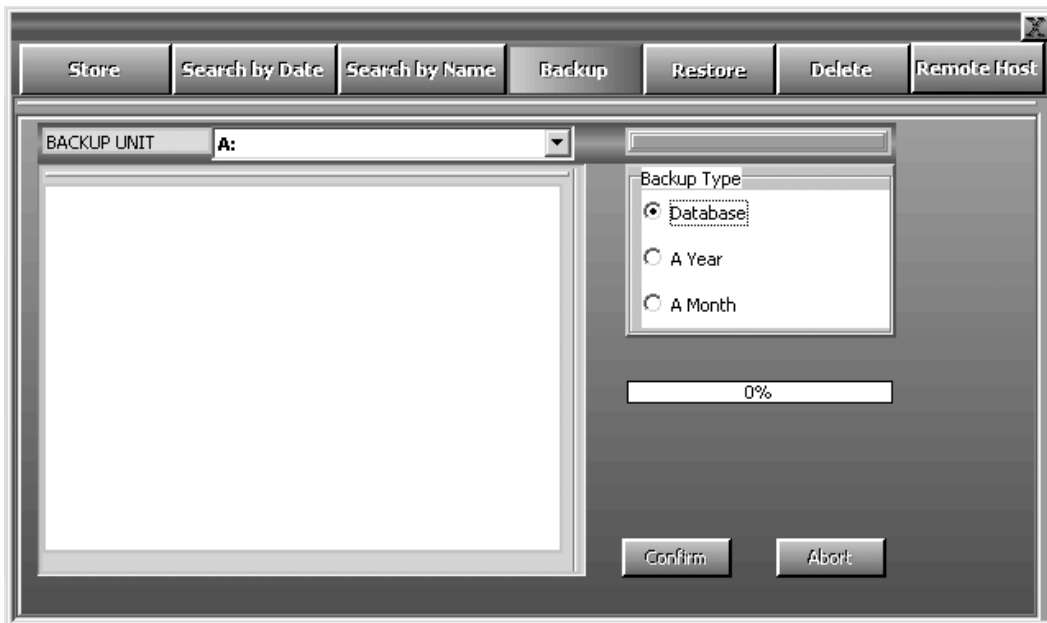 X
Store Search by Date Search by Name Backup Restore Delete Remote Host
BACKUP UNIT A:
Backup Type
Database
A Year
A Month
0%
Confirm Abort